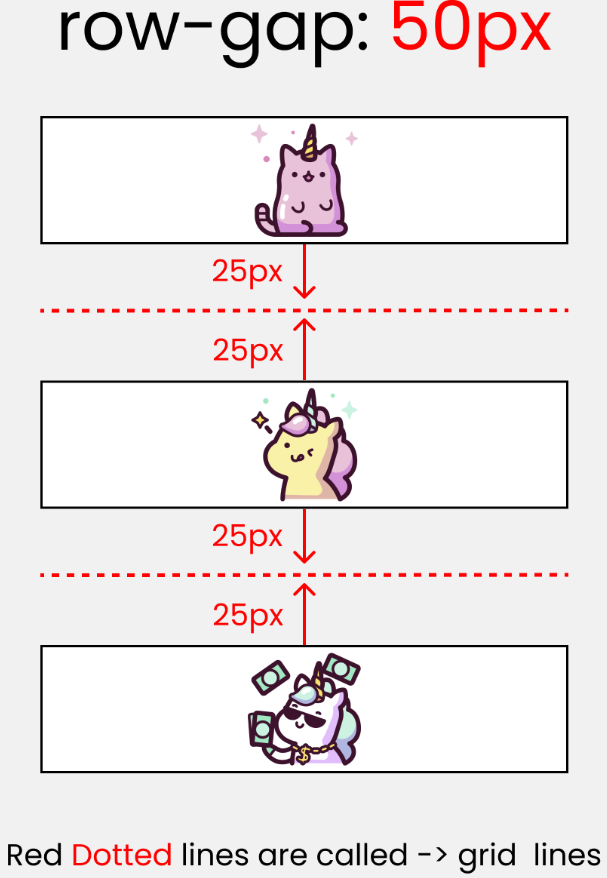 row-gap: 50px
25px
25px
25px
25px
Red Dotted lines are called -> grid lines